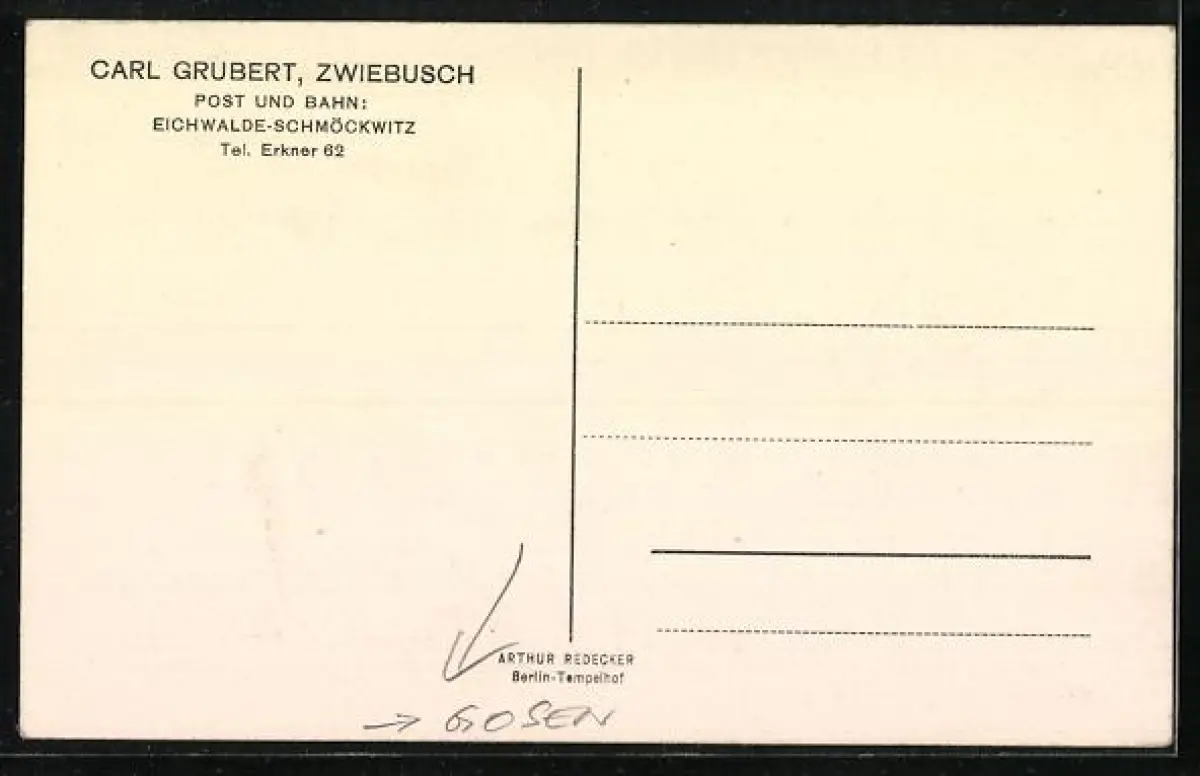 CARL GRUBERT, ZWIEBUSCH
POST UND BAHN:
EICHWALDE-SCHMÖCKWITZ
Tel. Erkner 62
ARTHUR REDECKER
Berlin-Tempelhof
→ GOSEN